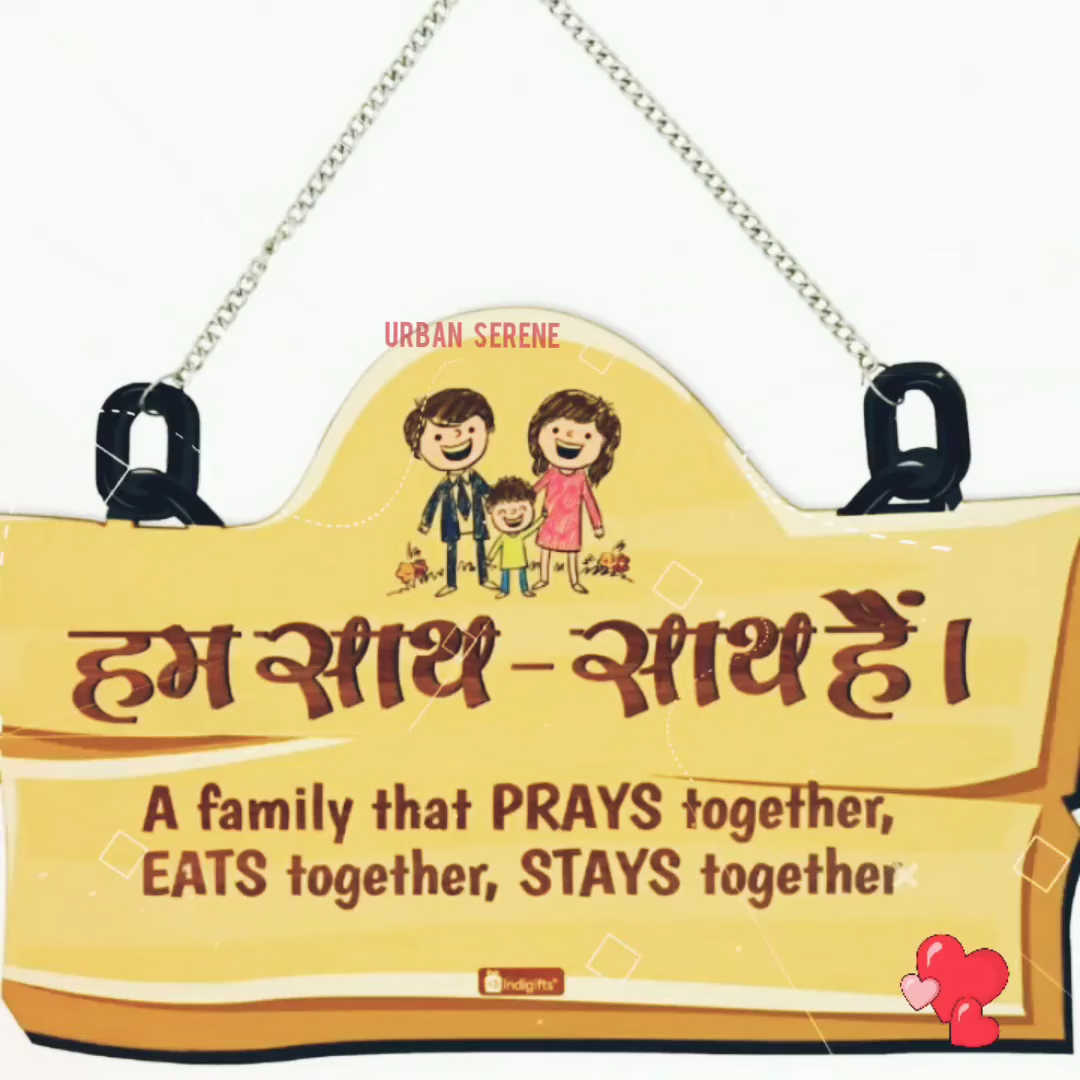 URBAN SERENE
हम साथ - साथ हैं।
A family that PRAYS together,
EATS together, STAYS together
indigifts